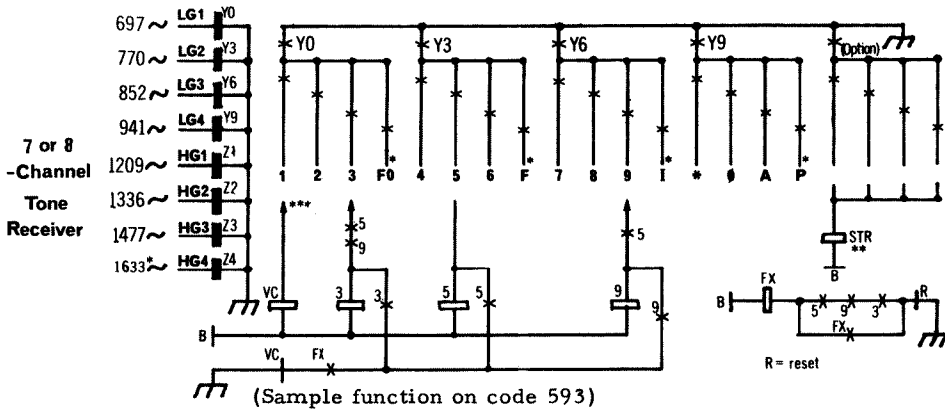 697~ LG1 Y0
770~ LG2 Y3
852~ LG3 Y6
941~ LG4 Y9
1209~ HG1 Z1
1336~ HG2 Z2
1477~ HG3 Z3
1633*~ HG4 Z4
7 or 8
-Channel
Tone
Receiver
Y0 Y3 Y6 Y9 (Option)
1 2 3 F0* 4 5 6 F* 7 8 9 I* * Ø A P*
***
5
9
5
STR
**
B
VC 3 3 5 5 9 9
B
VC FX
B FX 5 9 3 R
FX
R = reset
(Sample function on code 593)